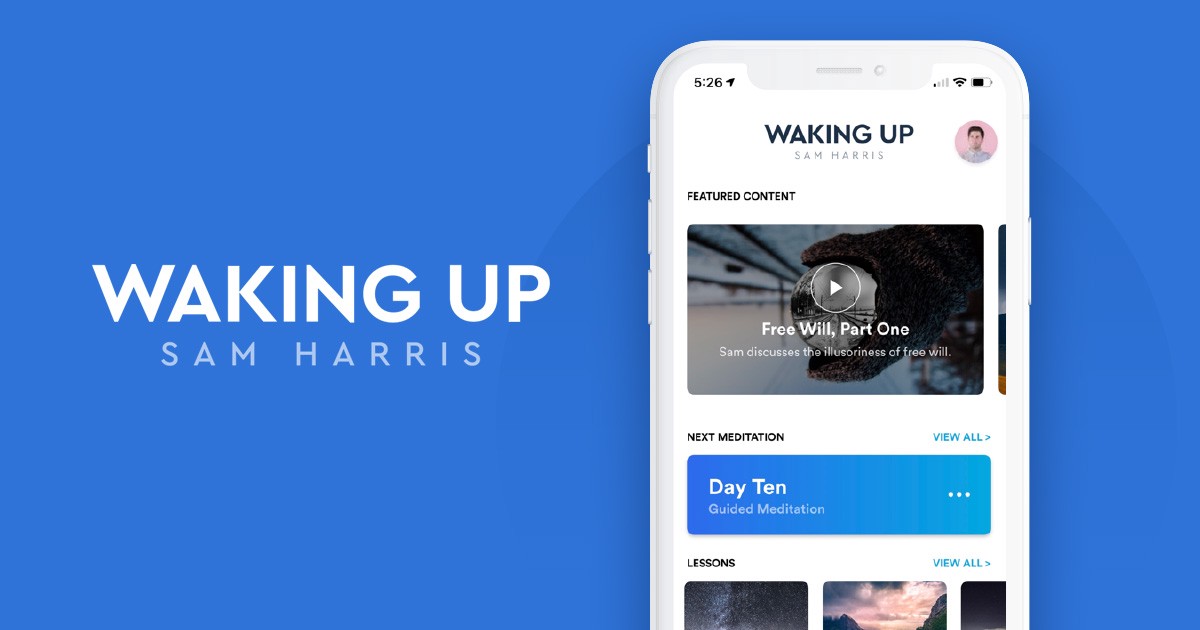 WAKING UP
SAM HARRIS
5:26
WAKING UP
SAM HARRIS
FEATURED CONTENT
Free Will, Part One
Sam discusses the illusoriness of free will.
NEXT MEDITATION
VIEW ALL >
Day Ten
Guided Meditation
LESSONS
VIEW ALL >